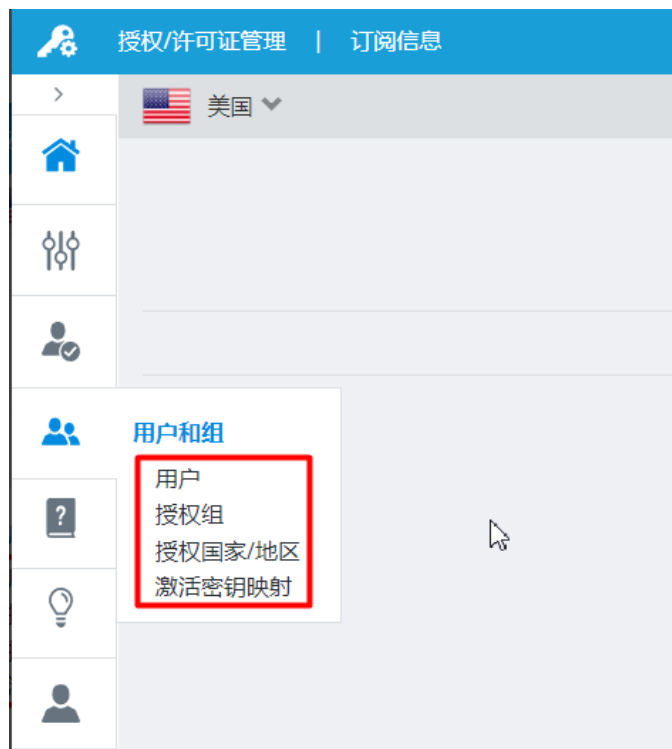 授权/许可证管理 | 订阅信息
美国
用户和组
用户
授权组
授权国家/地区
激活密钥映射
?